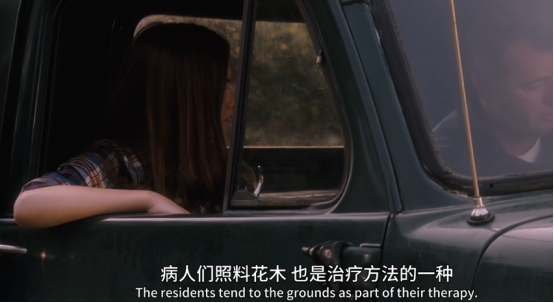 病人们照料花木 也是治疗方法的一种
The residents tend to the grounds as part of their therapy.